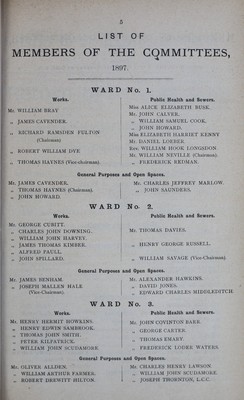 5
LIST OF
MEMBERS OF THE COMMITTEES,
1897.
WARD No. 1.
Works.
Mr. WILLIAM BRAY
„ JAMES CAVENDER.
„ RICHARD RAMSDEN FELTON
(Chairman)
„ ROBERT WILLIAM DYE
„ THOMAS HAYNES (Vice-chairman).
Public Health and Sewers.
Miss ALICE ELIZABETH BUSK.
Mr. JOHN CALVER.
„ WILLIAM SAMUEL COOK.
„ JOHN HOWARD.
Miss ELIZABETH HARRIET KENNY
Mr. DANIEL LOEBER.
Rev. WILLIAM HOOK LONGSDON
Mr. WILLIAM NEVILLE (Chairman).
„ FREDERICK REDMAN.
General Purposes and Open Spaces.
Mr. JAMES CAVENDER.
„ THOMAS HAYNES (Chairman).
„ JOHN HOWARD.
Mr. CHARLES JEFFREY MARLOW.
„ JOHN SAUNDERS.
WARD No. 2.
Works.
Mr. GEORGE CUBITT.
„ CHARLES JOHN DOWNING.
„ WILLIAM JOHN HARVEY.
„ JAMES THOMAS KIMBER.
„ ALFRED PAULL.
„ JOHN SPILLARD.
Public Health and Sewers.
Mr. THOMAS DAVIES.
„ HENRY GEORGE RUSSELL.
„ WILLIAM SAVAGE (Vice-Chairman)
General Purposes and Open Spaces.
Mr. JAMES BENHAM.
„ JOSEPH MALLEN HALE
(Vice-Chairman).
Mr. ALEXANDER HAWKINS.
„ DAVID JONES.
„ EDWARD CHARLES MIDDLEDITCH.
WARD No. 3.
Works.
Mr. HENRY HERMIT HOWKINS.
„ HENRY EDWIN SAMBROOK.
„ THOMAS JOHN SMITH.
„ PETER KILPATRICK.
„ WILLIAM JOHN SCUDAMORE
Public Health and Sewers.
Mr. JOHN COVINTON BARR.
„ GEORGE CARTER.
„ THOMAS EMARY
„ FREDERICK LODER WATERS.
General Purposes and Open Spaces.
Mr. OLIVER ALLDEN.
„ WILLIAM ARTHUR FARMER.
„ ROBERT DREWITT HILTON.
Mr. CHARLES HENRY LAWSON
„ WILLIAM JOHN SCUDAMORE.
„ JOSEPH THORNTON, L.C.C.